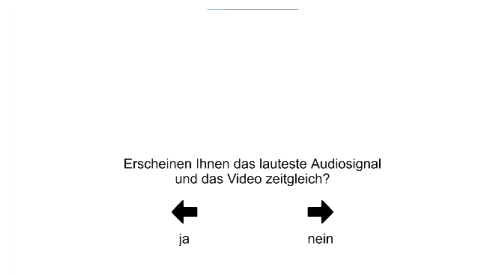 Erscheinen Ihnen das lauteste Audiosignal
und das Video zeitgleich?
ja nein